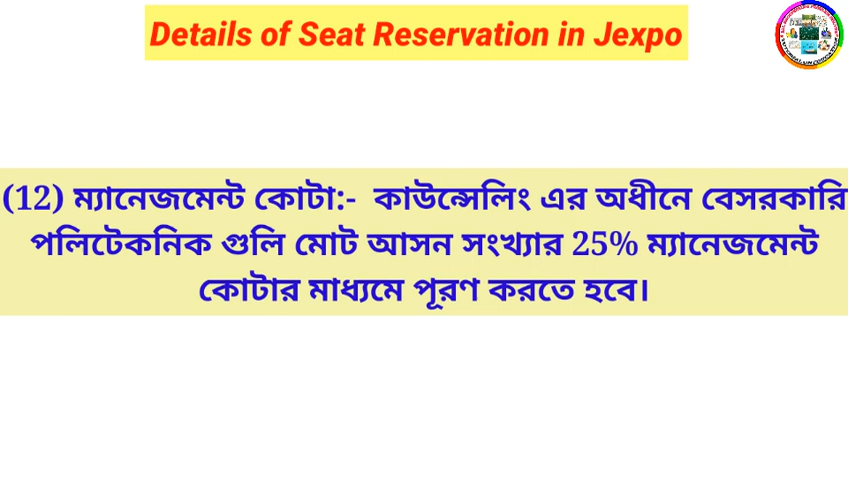 Details of Seat Reservation in Jexpo
(12) ম্যানেজমেন্ট কোটা:- কাউন্সেলিং এর অধীনে বেসরকারি
পলিটেকনিক গুলি মোট আসন সংখ্যার 25% ম্যানেজমেন্ট
কোটার মাধ্যমে পূরণ করতে হবে।